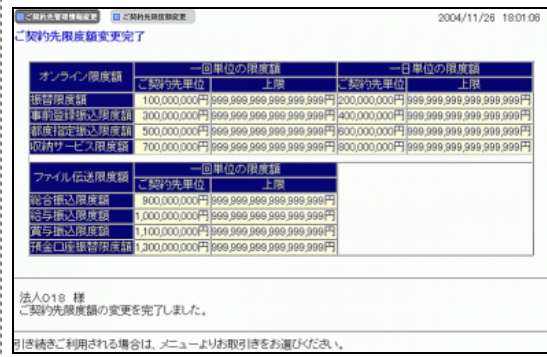 ご契約先管理情報変更 ご契約先限度額変更 2004/11/26 18:01:06
ご契約先限度額変更完了
オンライン限度額 一回単位の限度額 一日単位の限度額
ご契約先単位 上限 ご契約先単位 上限
振替限度額 100,000,000円 999,999,999,999,999,999円 200,000,000円 999,999,999,999,999,999円
事前登録振込限度額 300,000,000円 999,999,999,999,999,999円 400,000,000円 999,999,999,999,999,999円
都度指定振込限度額 500,000,000円 999,999,999,999,999,999円 600,000,000円 999,999,999,999,999,999円
収納サービス限度額 700,000,000円 999,999,999,999,999,999円 800,000,000円 999,999,999,999,999,999円
ファイル伝送限度額 一回単位の限度額
ご契約先単位 上限
総合振込限度額 900,000,000円 999,999,999,999,999,999円
給与振込限度額 1,000,000,000円 999,999,999,999,999,999円
賞与振込限度額 1,100,000,000円 999,999,999,999,999,999円
預金口座振替限度額 1,300,000,000円 999,999,999,999,999,999円
法人018 様
ご契約先限度額の変更を完了しました。
引き続きご利用される場合は、メニューよりお取引きをお選びください。